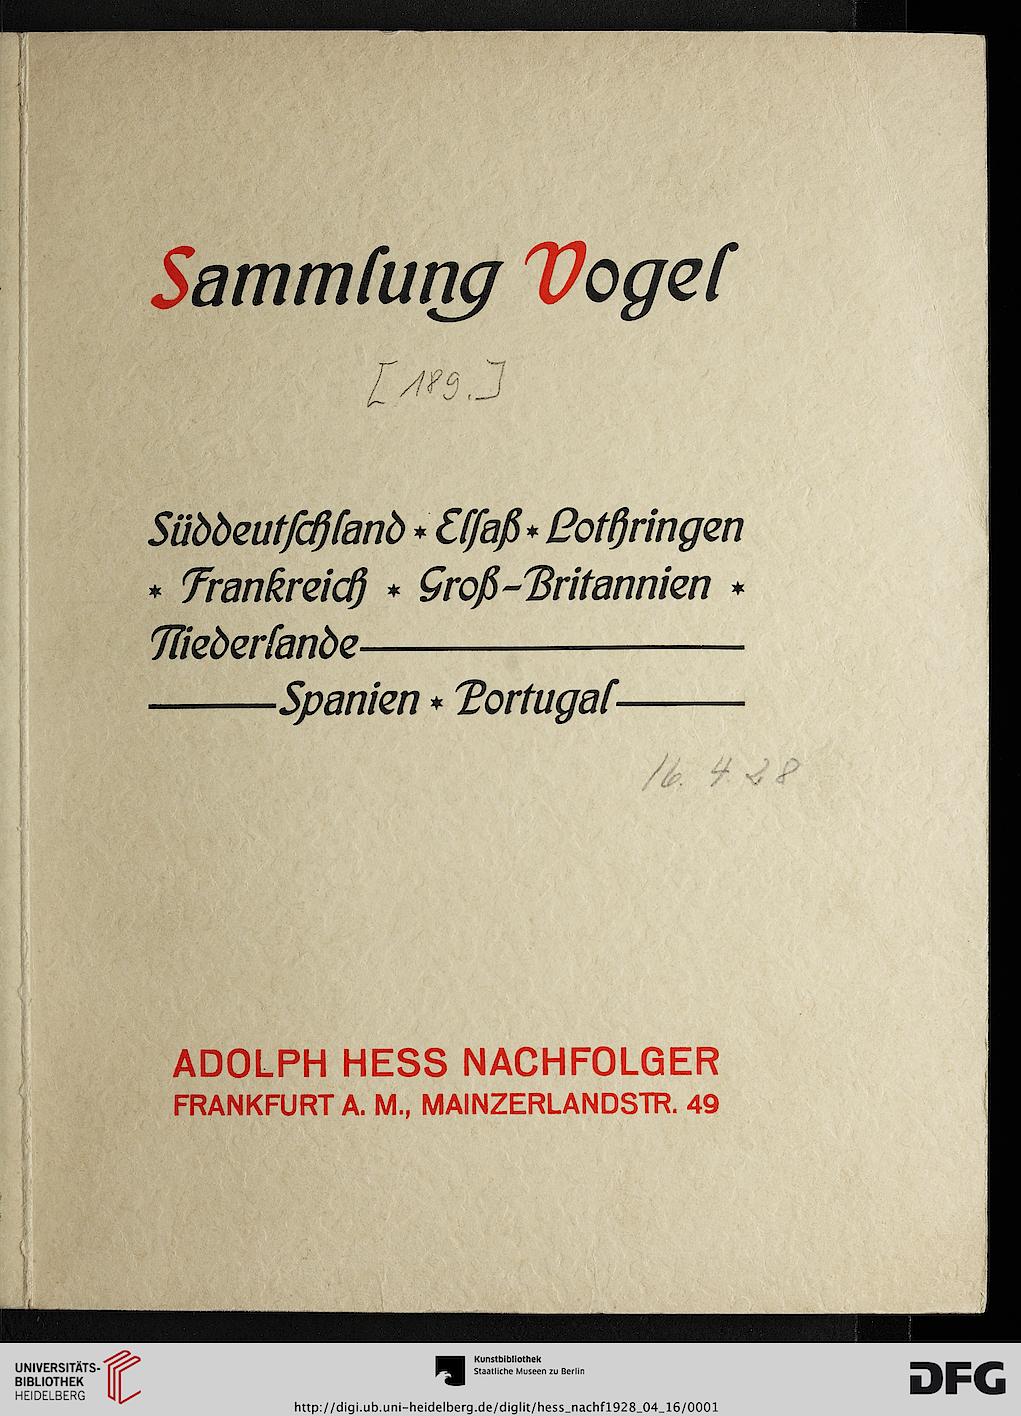 Sammlung Vogel
[189.]
Süddeutschland * Elsaß * Lothringen
* Frankreich * Groß-Britannien *
Niederlande
Spanien * Portugal
16. 4. 28
ADOLPH HESS NACHFOLGER
FRANKFURT A. M., MAINZERLANDSTR. 49
UNIVERSITÄTS-
BIBLIOTHEK
HEIDELBERG
Kunstbibliothek
Staatliche Museen zu Berlin
DFG
http://digi.ub.uni-heidelberg.de/diglit/hess_nachf1928_04_16/0001